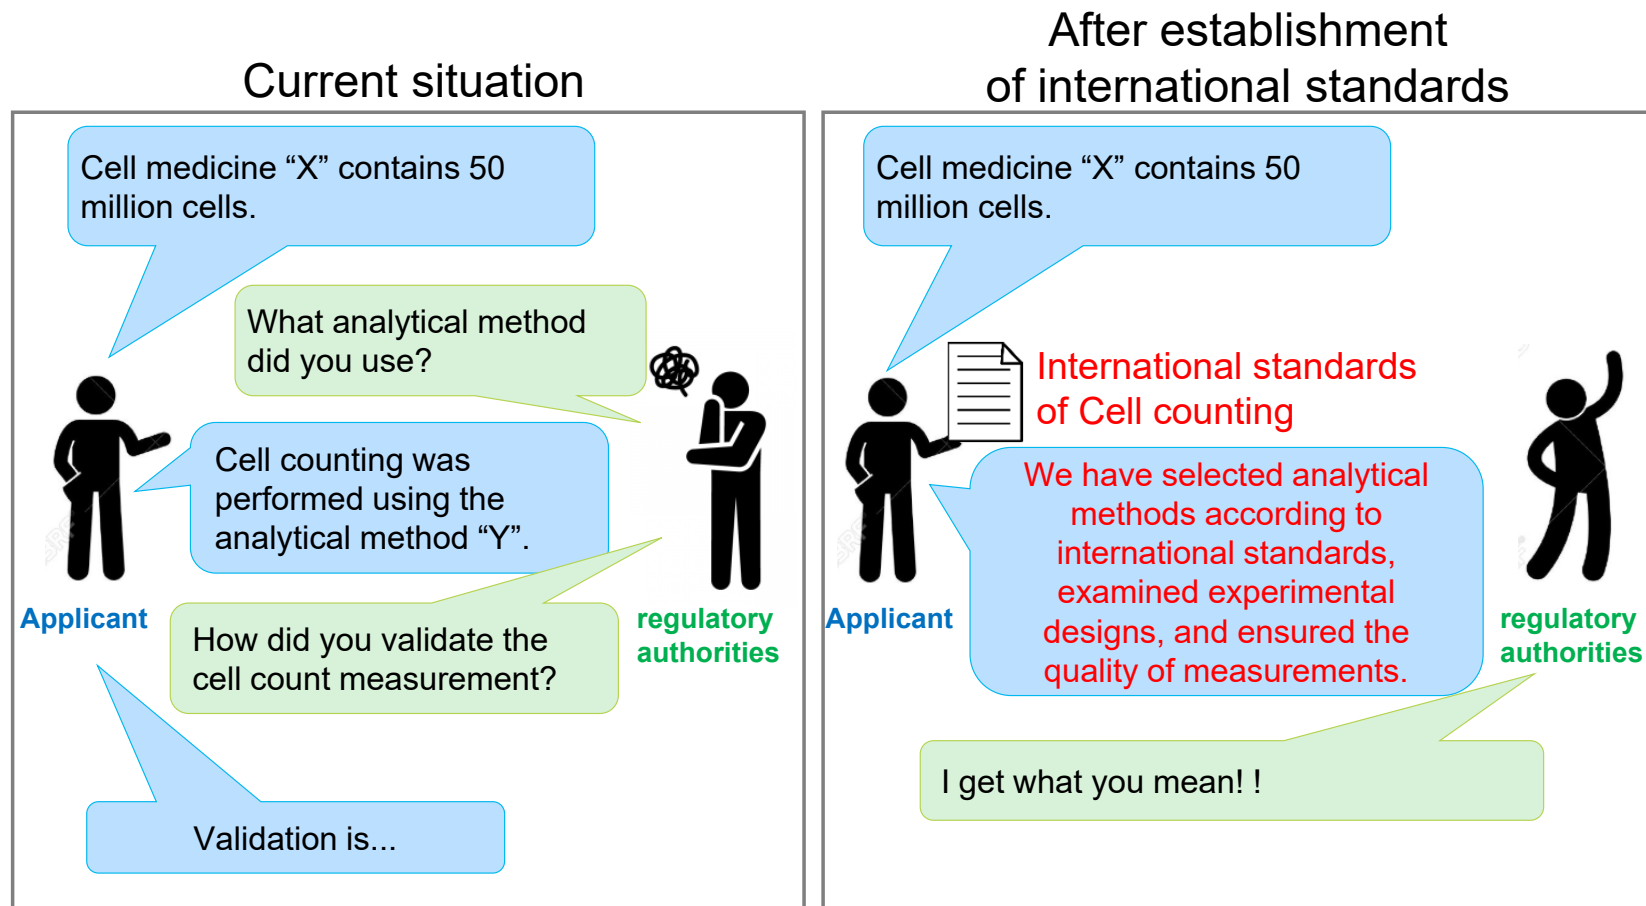 Current situation
Cell medicine “X” contains 50
million cells.
What analytical method
did you use?
Cell counting was
performed using the
analytical method “Y”.
Applicant
regulatory
authorities
How did you validate the
cell count measurement?
Validation is...
After establishment
of international standards
Cell medicine “X” contains 50
million cells.
International standards
of Cell counting
We have selected analytical
methods according to
international standards,
examined experimental
designs, and ensured the
quality of measurements.
Applicant
regulatory
authorities
I get what you mean! !